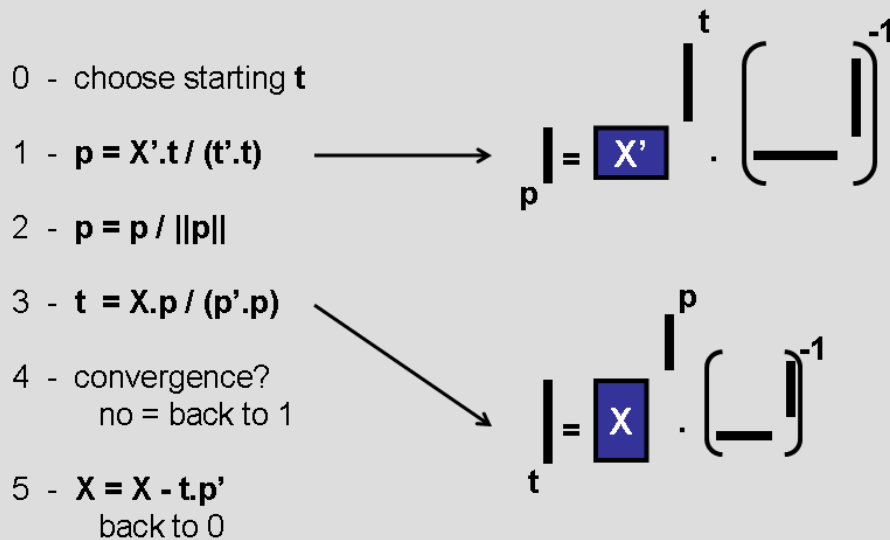 0 - choose starting t
1 - p = X’.t / (t’.t)
2 - p = p / ||p||
3 - t = X.p / (p’.p)
4 - convergence?
no = back to 1
5 - X = X - t.p’
back to 0
t
-1
p
=
X’
.
p
-1
t
=
X
.